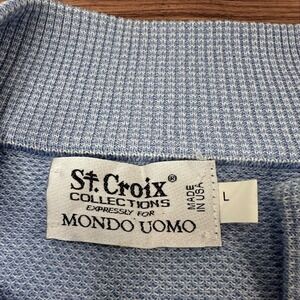 St. Croix®
COLLECTIONS
EXPRESSLY FOR
MONDO UOMO
MADE
IN USA
L